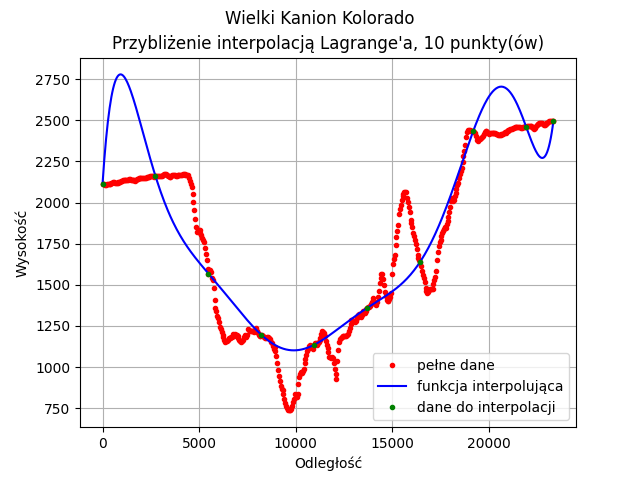 Wielki Kanion Kolorado
Przybliżenie interpolacją Lagrange'a, 10 punkty(ów)
2750
2500
2250
2000
1750
1500
1250
1000
750
Wysokość
0
5000
10000
15000
20000
Odległość
pełne dane
funkcja interpolująca
dane do interpolacji